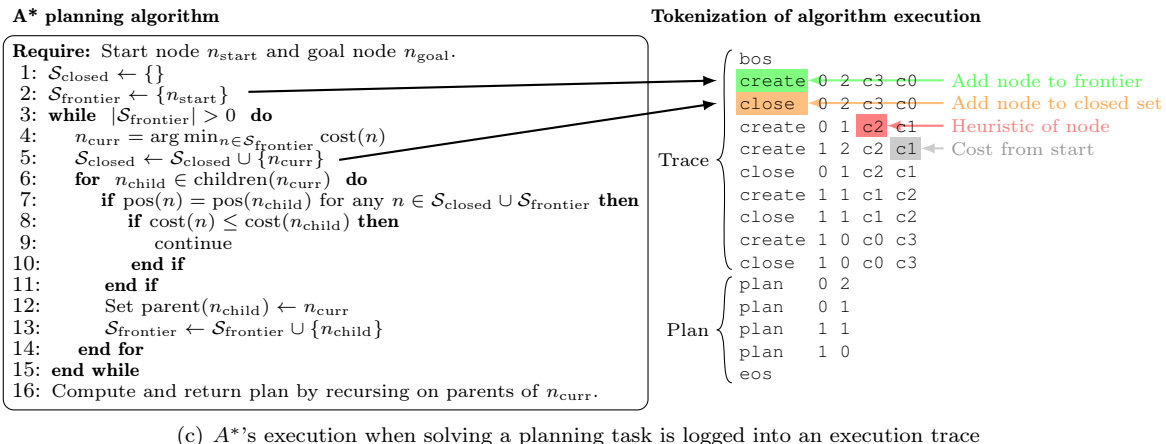 A* planning algorithm
Require: Start node n_start and goal node n_goal.
1: S_closed ← {}
2: S_frontier ← {n_start}
3: while |S_frontier| > 0 do
4: n_curr = arg min_{n∈S_frontier} cost(n)
5: S_closed ← S_closed ∪ {n_curr}
6: for n_child ∈ children(n_curr) do
7: if pos(n) = pos(n_child) for any n ∈ S_closed ∪ S_frontier then
8: if cost(n) ≤ cost(n_child) then
9: continue
10: end if
11: end if
12: Set parent(n_child) ← n_curr
13: S_frontier ← S_frontier ∪ {n_child}
14: end for
15: end while
16: Compute and return plan by recursing on parents of n_curr.
Tokenization of algorithm execution
bos
create 0 2 c3 c0 Add node to frontier
close 0 2 c3 c0 Add node to closed set
create 0 1 c2 c1 Heuristic of node
create 1 2 c2 c1 Cost from start
Trace
close 0 1 c2 c1
create 1 1 c1 c2
close 1 1 c1 c2
create 1 0 c0 c3
close 1 0 c0 c3
plan 0 2
plan 0 1
Plan
plan 1 1
plan 1 0
eos
(c) A*'s execution when solving a planning task is logged into an execution trace